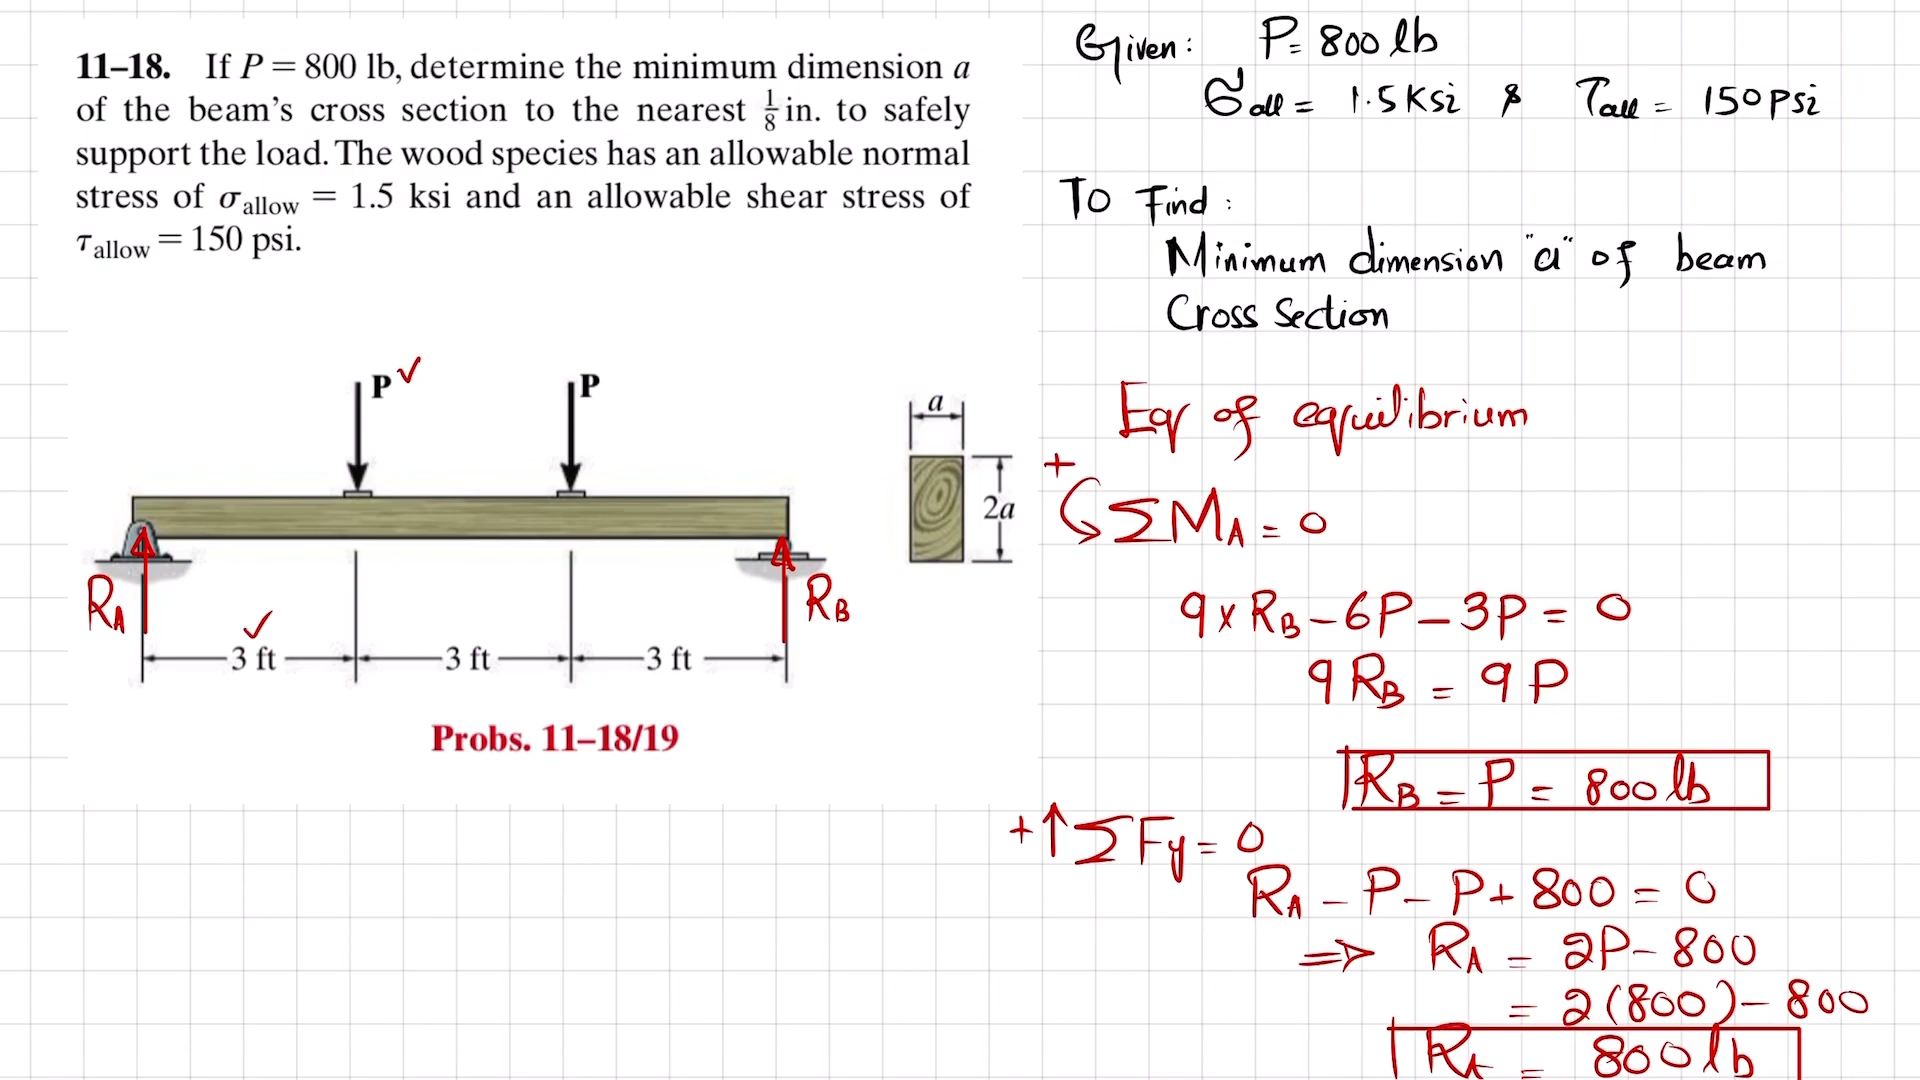 11–18. If P = 800 lb, determine the minimum dimension a
of the beam's cross section to the nearest 1/8 in. to safely
support the load. The wood species has an allowable normal
stress of σallow = 1.5 ksi and an allowable shear stress of
τallow = 150 psi.
P ✓
P
a
2a
RA
RB
✓
3 ft
3 ft
3 ft
Probs. 11–18/19
Given: P = 800 lb
σall = 1.5 Ksi & τall = 150 psi
To Find:
Minimum dimension "a" of beam
Cross Section
Eq of equilibrium
+
ΣMA = 0
9 × RB – 6P – 3P = 0
9 RB = 9 P
RB = P = 800 lb
+↑ ΣFy = 0
RA – P – P + 800 = 0
⇒ RA = 2P – 800
= 2(800) – 800
RA = 800 lb